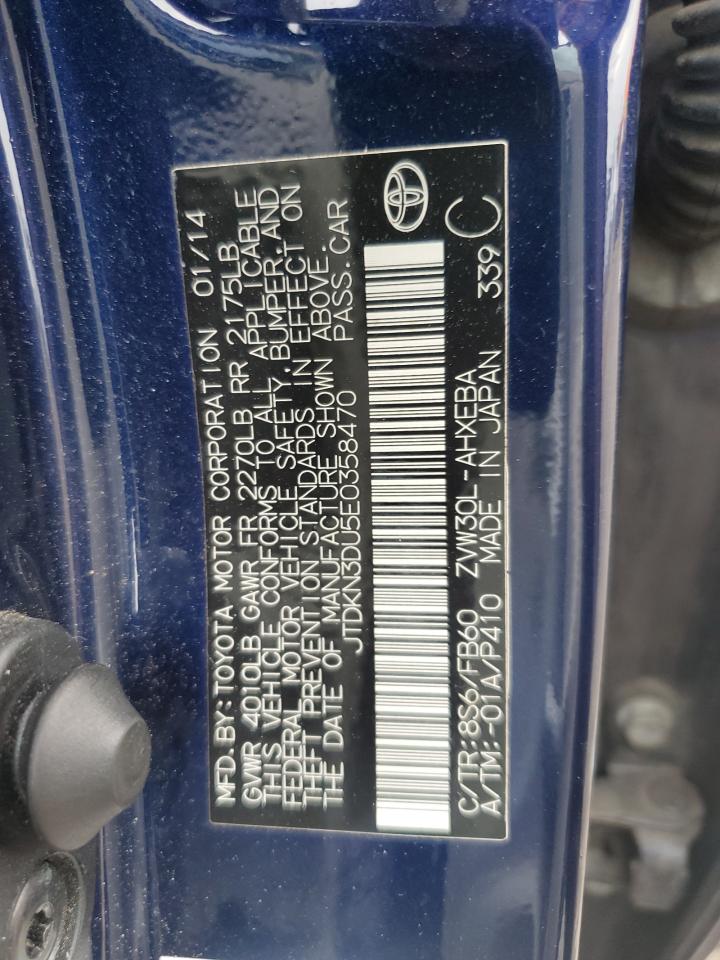 MFD.BY:TOYOTA MOTOR CORPORATION 01/14
GVWR 4010LB GAWR FR 2270LB RR 2175LB
THIS VEHICLE CONFORMS TO ALL APPLICABLE
FEDERAL MOTOR VEHICLE SAFETY, BUMPER, AND
THEFT PREVENTION STANDARDS IN EFFECT ON
THE DATE OF MANUFACTURE SHOWN ABOVE.
JTDKN3DU5E0358470 PASS.CAR
C/TR:8S6/FB60 ZVW30L-AHXEBA 339 C
A/TM:-01A/P410 MADE IN JAPAN